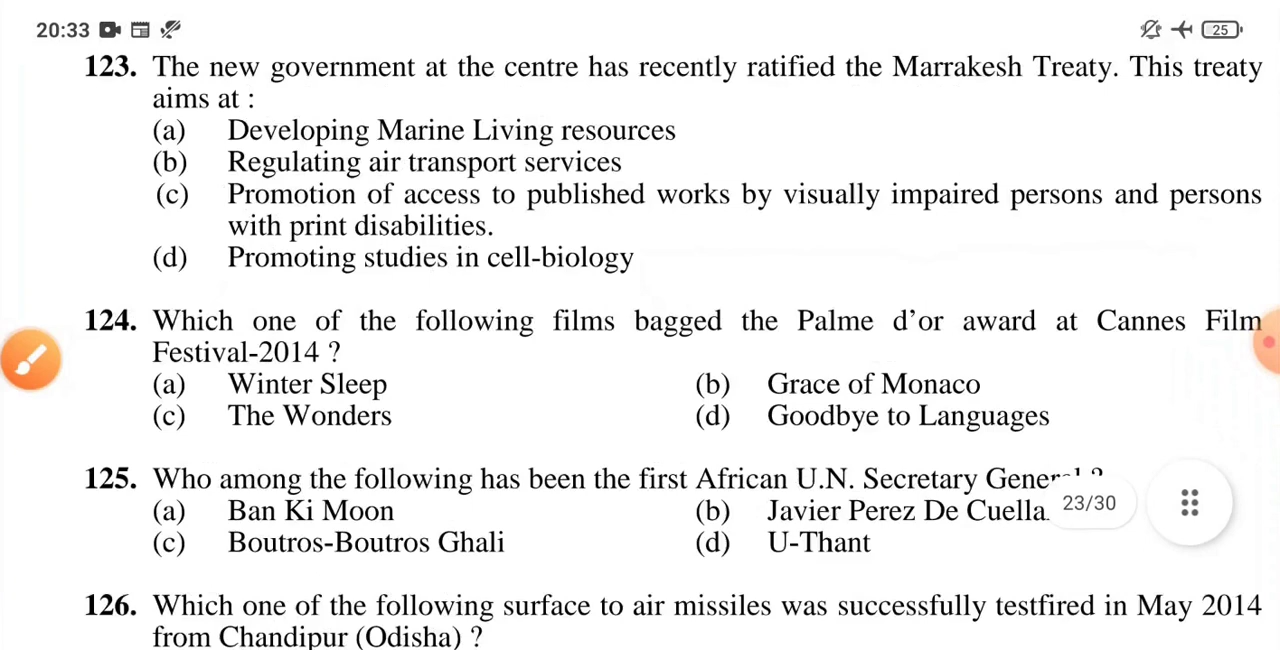 20:33
25
123. The new government at the centre has recently ratified the Marrakesh Treaty. This treaty
aims at :
(a) Developing Marine Living resources
(b) Regulating air transport services
(c) Promotion of access to published works by visually impaired persons and persons
with print disabilities.
(d) Promoting studies in cell-biology
124. Which one of the following films bagged the Palme d’or award at Cannes Film
Festival-2014 ?
(a) Winter Sleep (b) Grace of Monaco
(c) The Wonders (d) Goodbye to Languages
125. Who among the following has been the first African U.N. Secretary General ?
(a) Ban Ki Moon (b) Javier Perez De Cuella
23/30
(c) Boutros-Boutros Ghali (d) U-Thant
126. Which one of the following surface to air missiles was successfully testfired in May 2014
from Chandipur (Odisha) ?